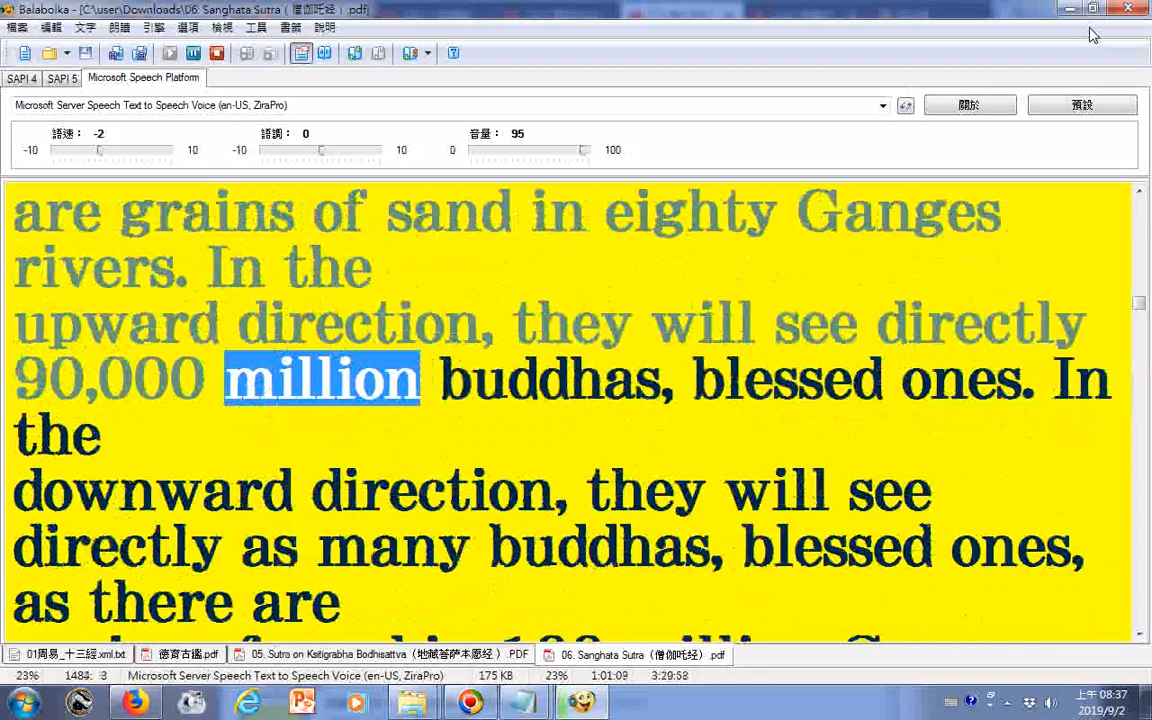 Balabolka - [C:\user\Downloads\06. Sanghata Sutra（僧伽吒经）.pdf]
檔案 編輯 文字 朗讀 引擎 選項 檢視 工具 書籤 說明
SAPI 4 SAPI 5 Microsoft Speech Platform
Microsoft Server Speech Text to Speech Voice (en-US, ZiraPro) 關於 預設
語速： -2 語調： 0 音量： 95
-10 10 -10 10 0 100
are grains of sand in eighty Ganges
rivers. In the
upward direction, they will see directly
90,000 million buddhas, blessed ones. In
the
downward direction, they will see
directly as many buddhas, blessed ones,
as there are
01周易_十三經.xml.txt 德育古鑑.pdf 05. Sutra on Ksitigrabha Bodhisattva（地藏菩萨本愿经）.PDF 06. Sanghata Sutra（僧伽吒经）.pdf
23% 1484: 3 Microsoft Server Speech Text to Speech Voice (en-US, ZiraPro) 175 KB 23% 1:01:09 3:29:58
上午 08:37
2019/9/2